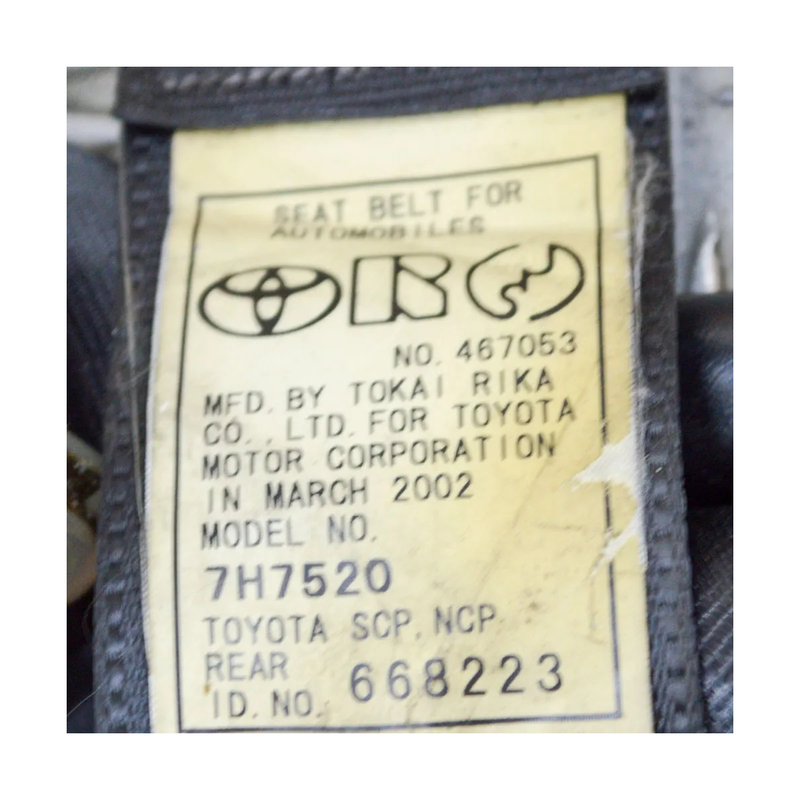 SEAT BELT FOR
AUTOMOBILES
NO. 467053
MFD. BY TOKAI RIKA
CO., LTD. FOR TOYOTA
MOTOR CORPORATION
IN MARCH 2002
MODEL NO.
7H7520
TOYOTA SCP. NCP
REAR
ID. NO. 668223